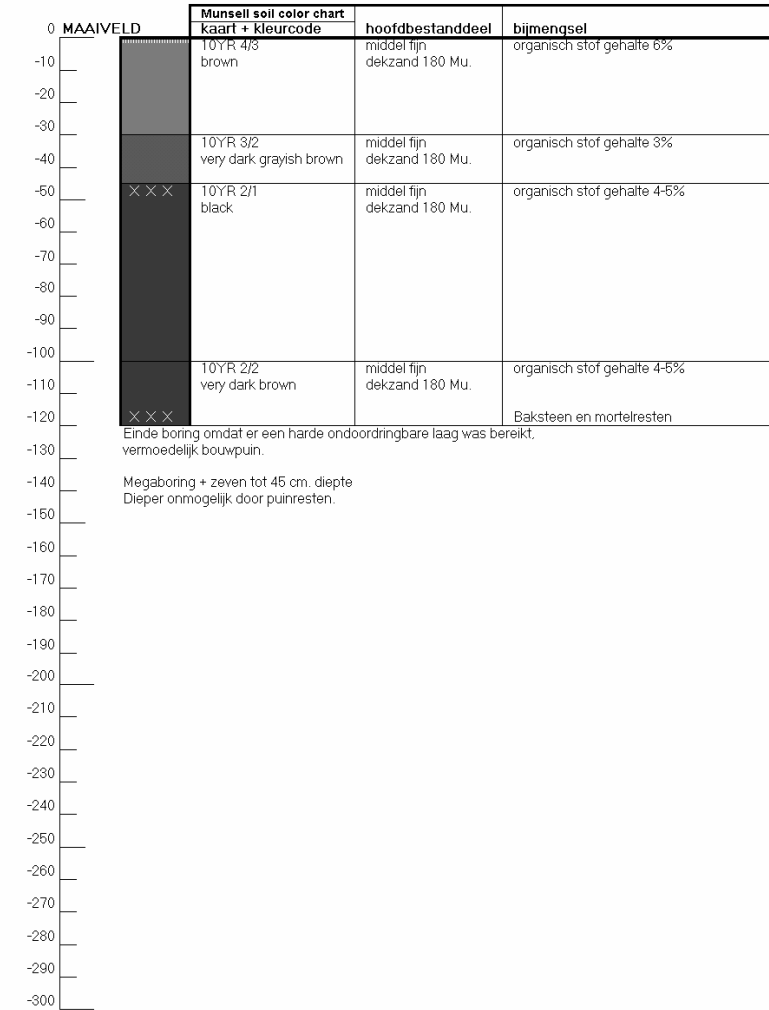 Munsell soil color chart
kaart + kleurcode hoofdbestanddeel bijmengsel
0 MAAIVELD
10YR 4/3 middel fijn organisch stof gehalte 6%
-10 brown dekzand 180 Mu.
-20
-30
10YR 3/2 middel fijn organisch stof gehalte 3%
-40 very dark grayish brown dekzand 180 Mu.
-50 X X X 10YR 2/1 middel fijn organisch stof gehalte 4-5%
black dekzand 180 Mu.
-60
-70
-80
-90
-100
10YR 2/2 middel fijn organisch stof gehalte 4-5%
-110 very dark brown dekzand 180 Mu.
-120 X X X Baksteen en mortelresten
Einde boring omdat er een harde ondoordringbare laag was bereikt,
-130 vermoedelijk bouwpuin.
-140 Megaboring + zeven tot 45 cm. diepte
Dieper onmogelijk door puinresten.
-150
-160
-170
-180
-190
-200
-210
-220
-230
-240
-250
-260
-270
-280
-290
-300